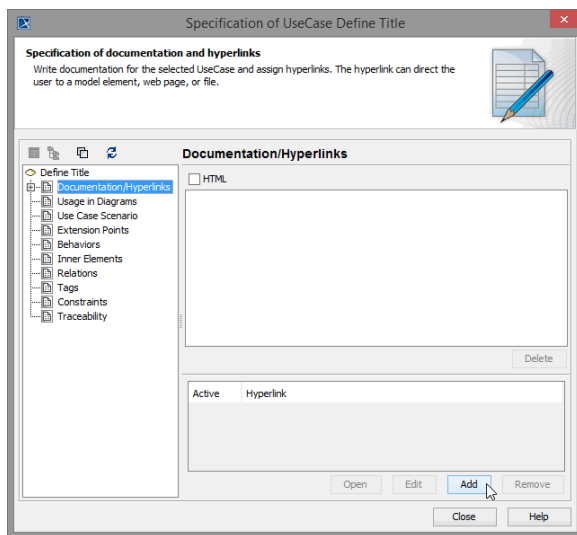 Specification of UseCase Define Title
Specification of documentation and hyperlinks
Write documentation for the selected UseCase and assign hyperlinks. The hyperlink can direct the
user to a model element, web page, or file.
Documentation/Hyperlinks
Define Title
Documentation/Hyperlinks
Usage in Diagrams
Use Case Scenario
Extension Points
Behaviors
Inner Elements
Relations
Tags
Constraints
Traceability
HTML
Delete
Active Hyperlink
Open Edit Add Remove
Close Help